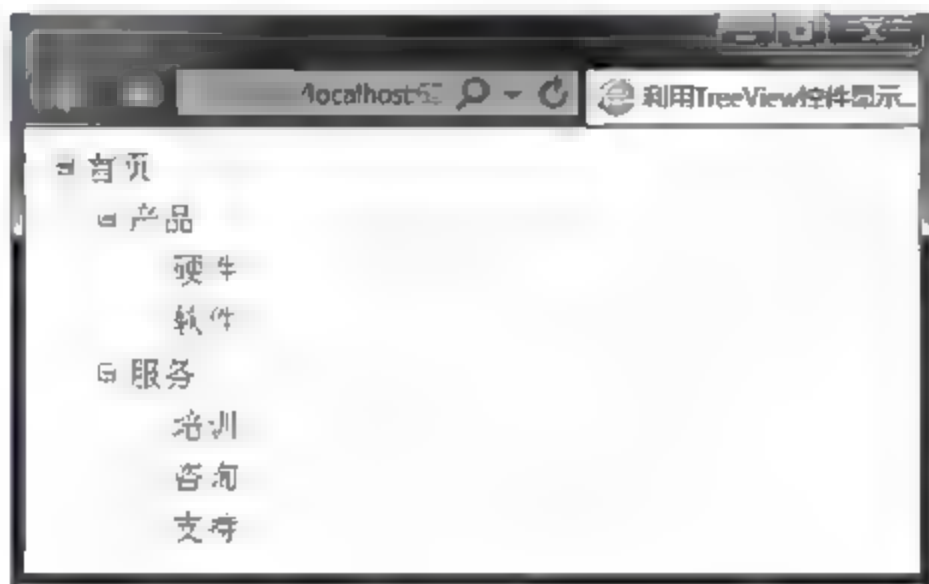 localhost:
利用TreeView控件显示...
首页
产品
硬件
软件
服务
培训
咨询
支持